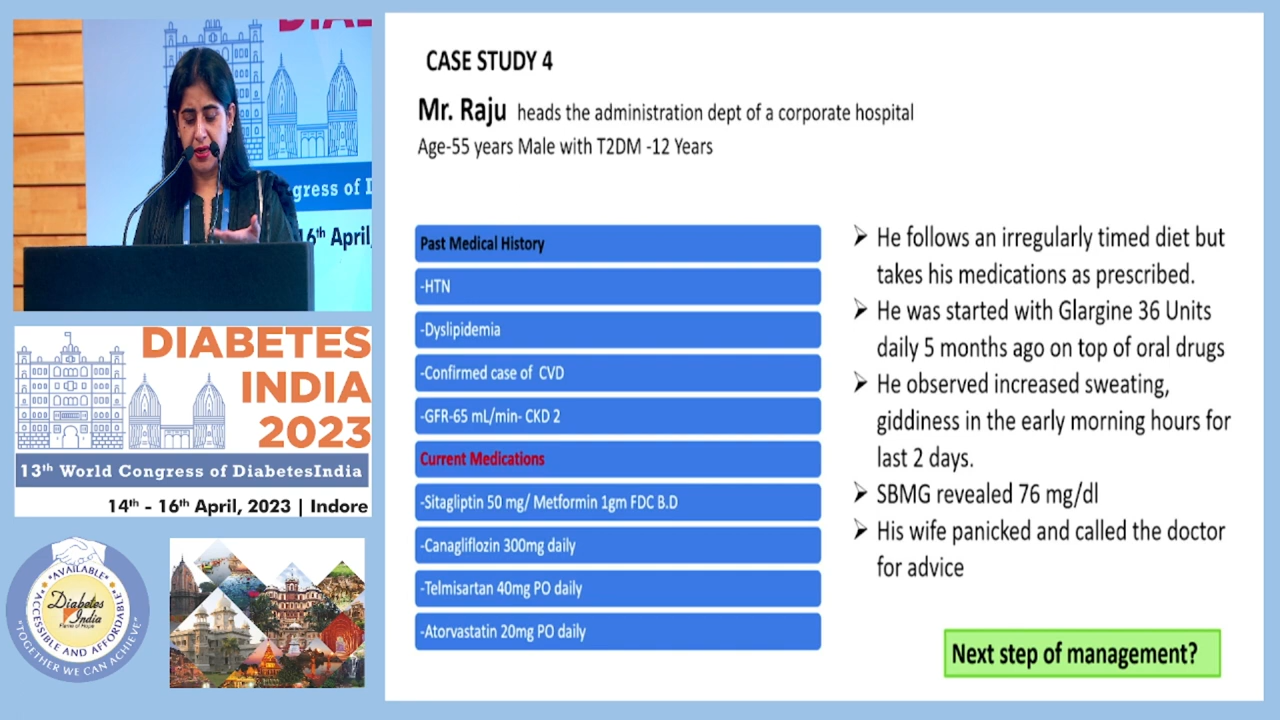 DIAL
gress of I
16th April,
DIABETES
INDIA
2023
13th World Congress of DiabetesIndia
14th - 16th April, 2023 | Indore
"AVAILABLE"
"ACCESSIBLE AND AFFORDABLE"
Diabetes
India
"TOGETHER WE CAN ACHIEVE"
CASE STUDY 4
Mr. Raju heads the administration dept of a corporate hospital
Age-55 years Male with T2DM -12 Years
Past Medical History
-HTN
-Dyslipidemia
-Confirmed case of CVD
-GFR-65 mL/min- CKD 2
Current Medications
-Sitagliptin 50 mg/ Metformin 1gm FDC B.D
-Canagliflozin 300mg daily
-Telmisartan 40mg PO daily
-Atorvastatin 20mg PO daily
➢ He follows an irregularly timed diet but
takes his medications as prescribed.
➢ He was started with Glargine 36 Units
daily 5 months ago on top of oral drugs
➢ He observed increased sweating,
giddiness in the early morning hours for
last 2 days.
➢ SBMG revealed 76 mg/dl
➢ His wife panicked and called the doctor
for advice
Next step of management?